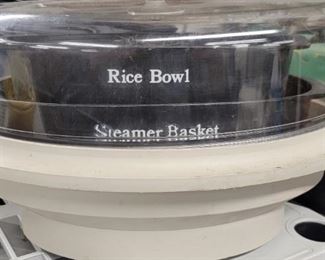 Rice Bowl
Steamer Basket